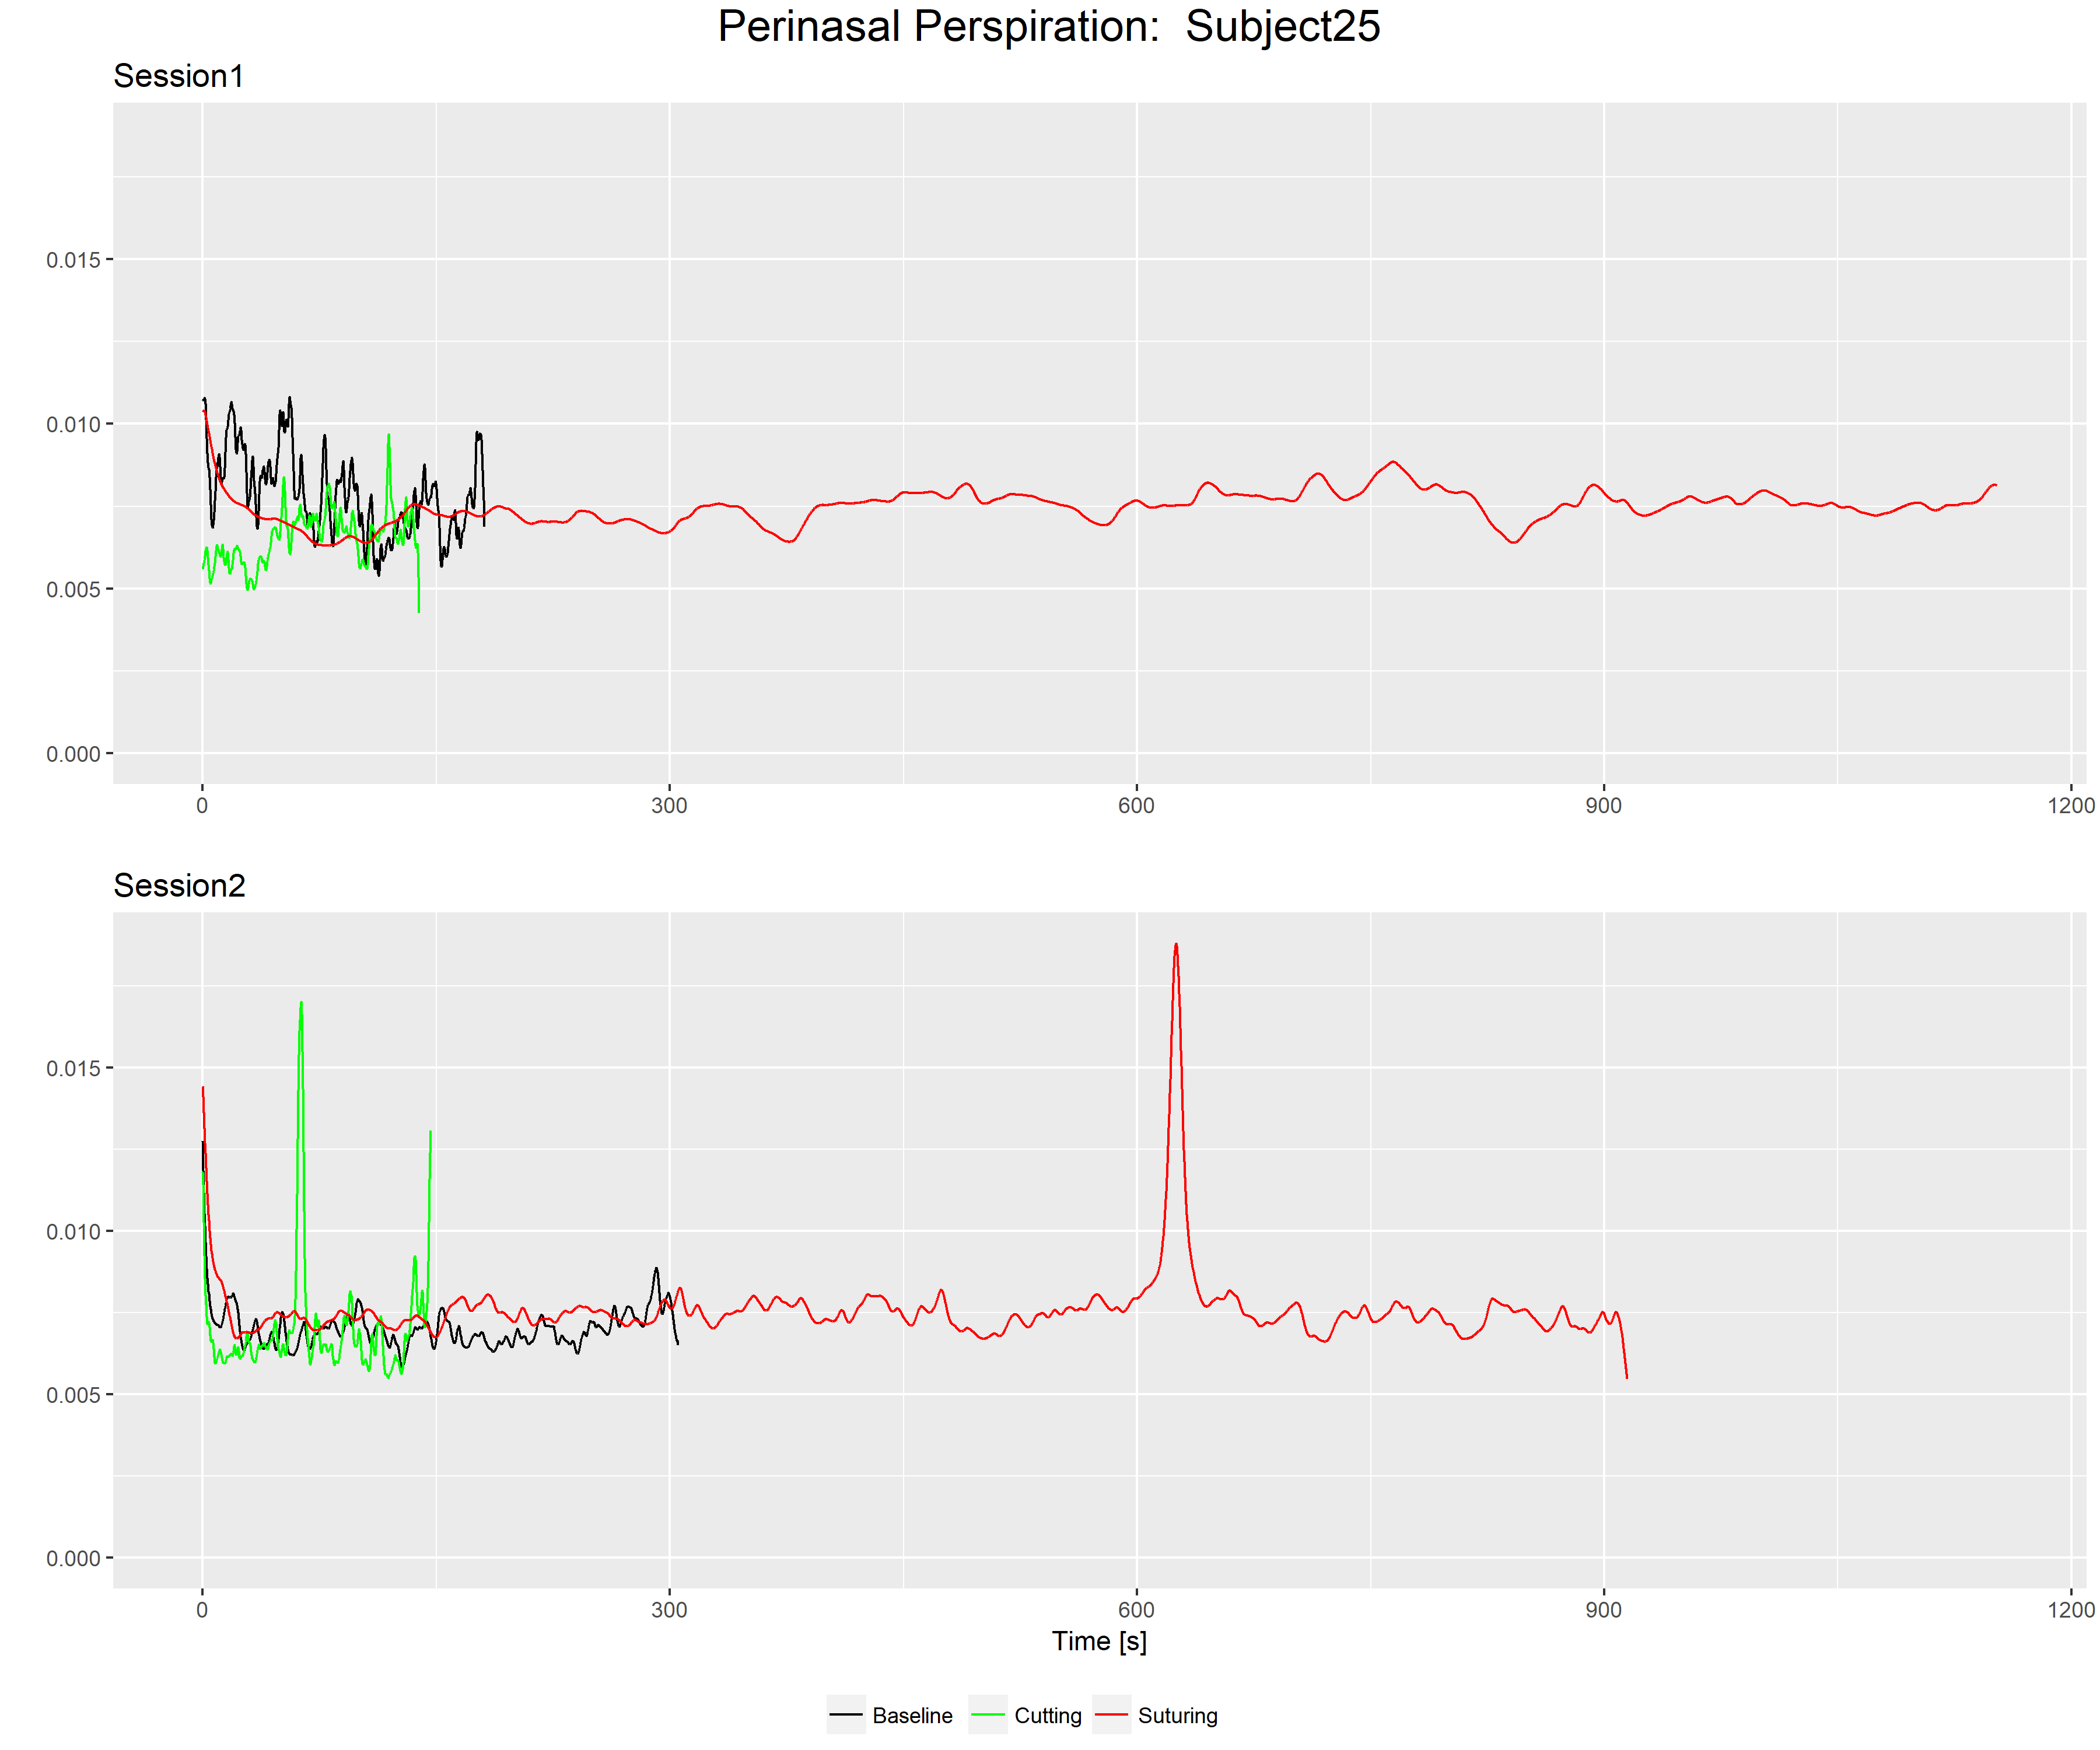 Perinasal Perspiration:  Subject25
Session1
0.015
0.010
0.005
0.000
0 300 600 900 1200
Session2
0.015
0.010
0.005
0.000
0 300 600 900 1200
Time [s]
Baseline Cutting Suturing